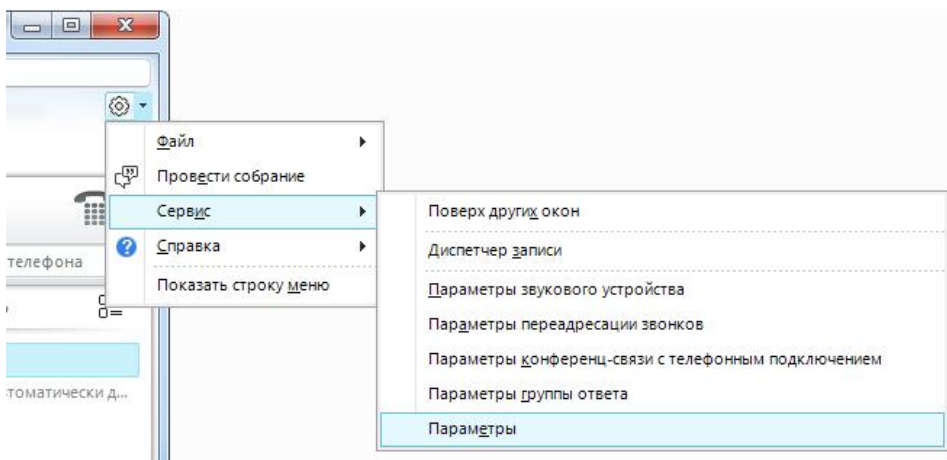 Файл
Провести собрание
Сервис
Справка
Показать строку меню
Поверх других окон
Диспетчер записи
Параметры звукового устройства
Параметры переадресации звонков
Параметры конференц-связи с телефонным подключением
Параметры группы ответа
Параметры
телефона
томатически д...